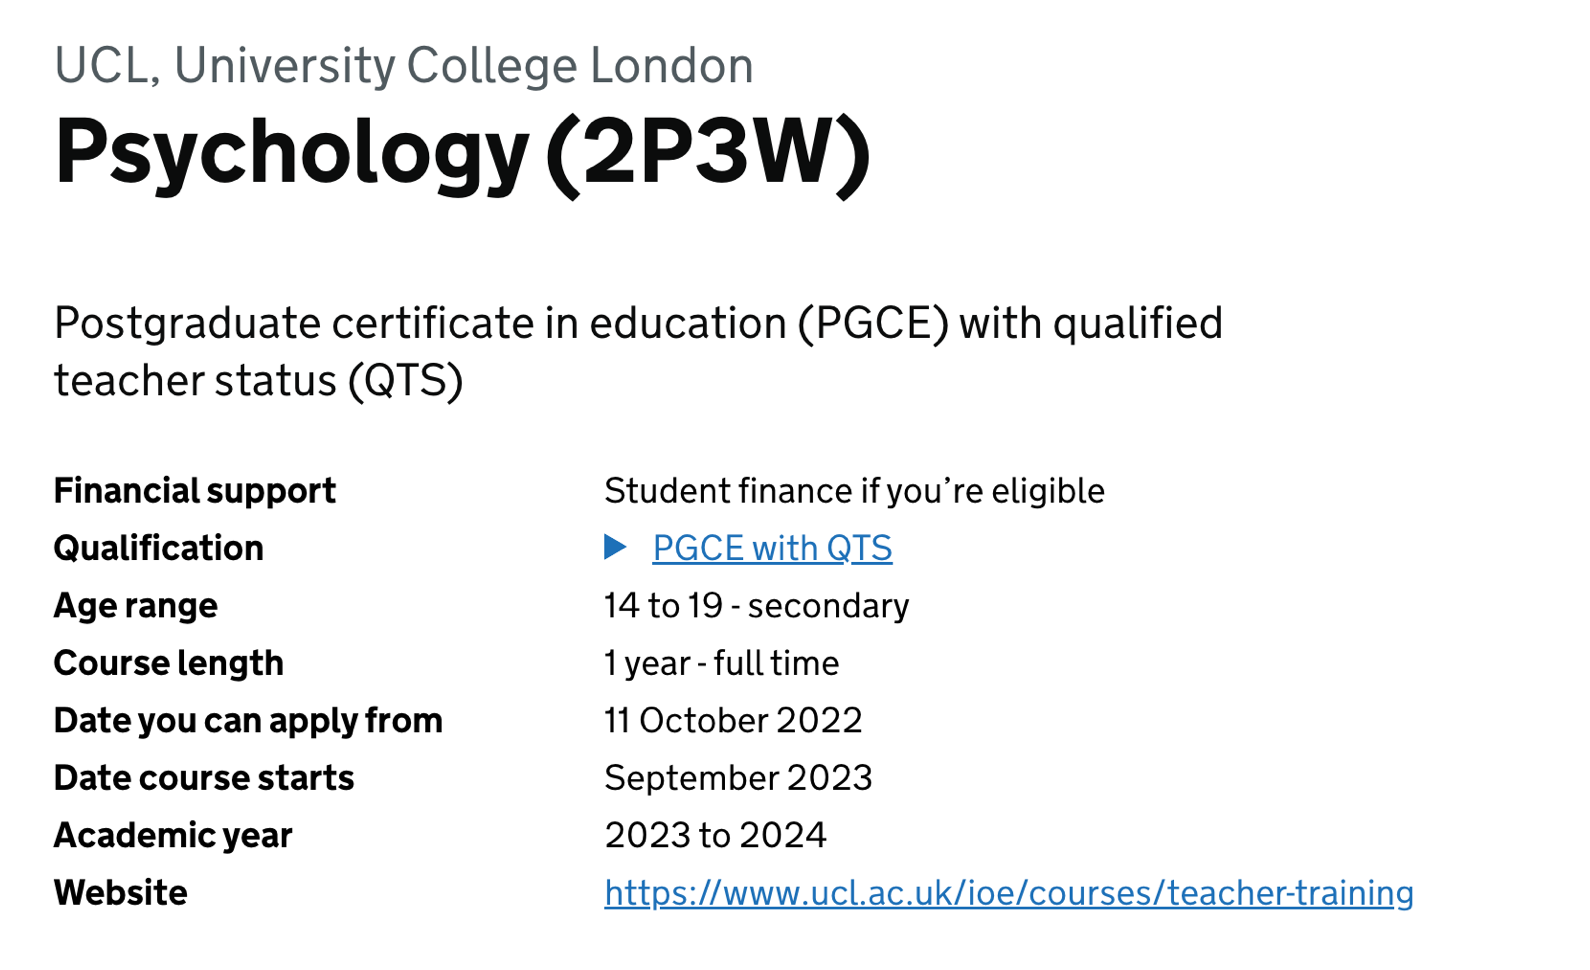 UCL, University College London
Psychology (2P3W)
Postgraduate certificate in education (PGCE) with qualified
teacher status (QTS)
Financial support Student finance if you’re eligible
Qualification PGCE with QTS
Age range 14 to 19 - secondary
Course length 1 year - full time
Date you can apply from 11 October 2022
Date course starts September 2023
Academic year 2023 to 2024
Website https://www.ucl.ac.uk/ioe/courses/teacher-training